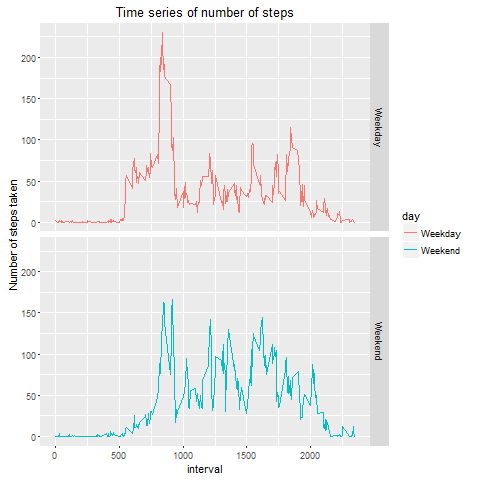 Time series of number of steps
Number of steps taken
200
150
100
50
0
Weekday
200
150
100
50
0
Weekend
0
500
1000
1500
2000
interval
day
Weekday
Weekend